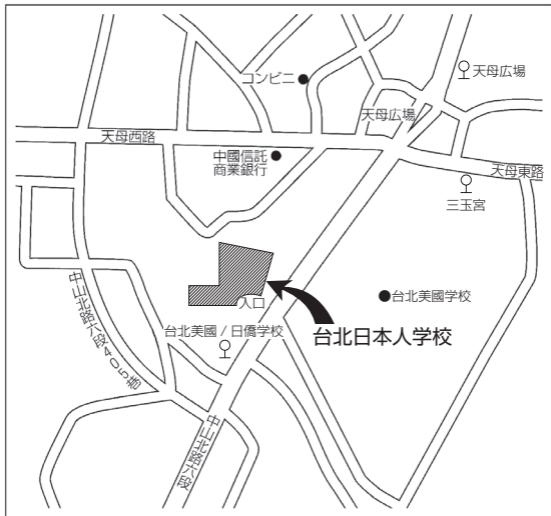 天母広場
コンビニ
天母広場
天母西路
中國信託
商業銀行
天母東路
三玉宮
台北美國学校
入口
台北日本人学校
台北美國/日僑学校
中山北路六段405巷
中山北路六段